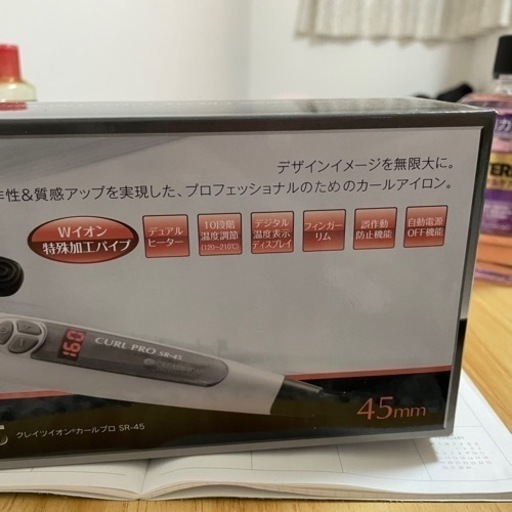 デザインイメージを無限大に。
性&質感アップを実現した、プロフェッショナルのためのカールアイロン。
Wイオン
特殊加工パイプ
デュアル
ヒーター
10段階
温度調節
(120~210℃)
デジタル
温度表示
ディスプレイ
フィンガー
リム
誤作動
防止機能
自動電源
OFF機能
160
CURL PRO SR-45
45mm
クレイツイオン®カールプロ SR-45